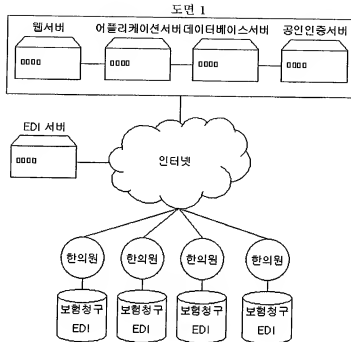 도면 1
웹서버 어플리케이션서버 데이터베이스서버 공인인증서버
EDI 서버
인터넷
한의원 한의원 한의원 한의원
보험청구 보험청구 보험청구 보험청구
EDI EDI EDI EDI